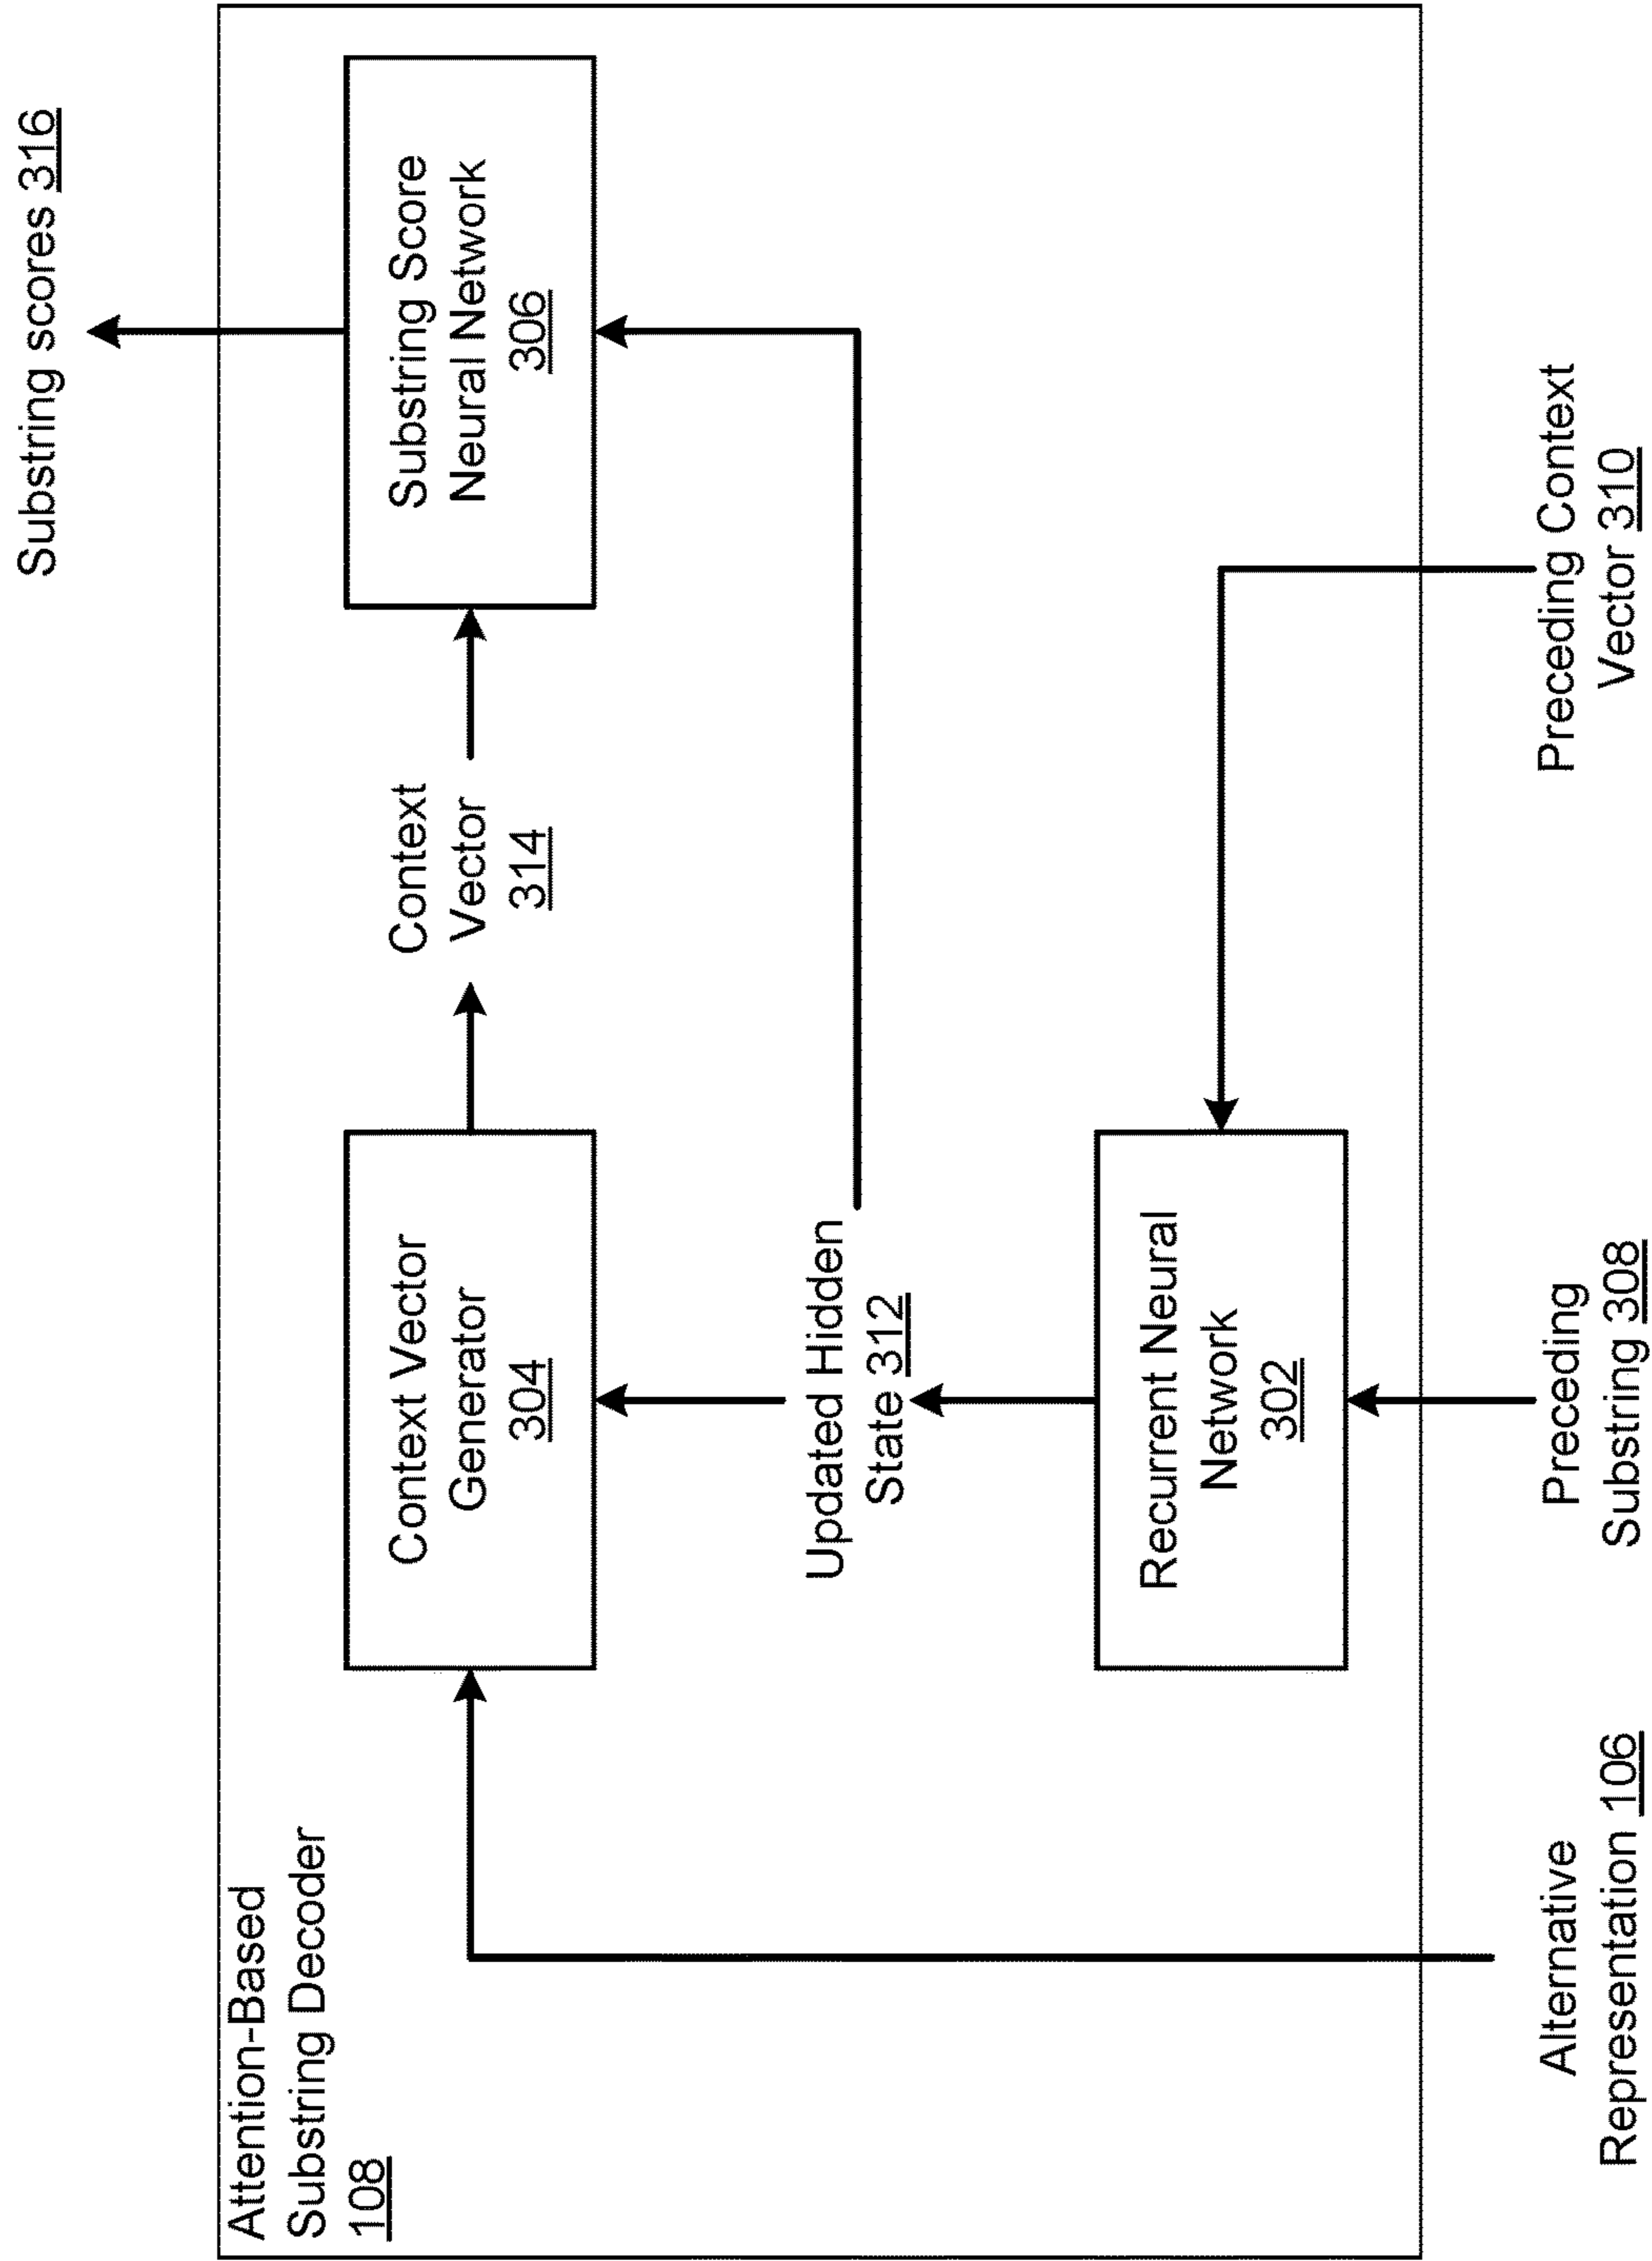 Substring scores 316
Attention-Based
Substring Decoder
108
Context Vector
Generator
304
Context
Vector
314
Substring Score
Neural Network
306
Updated Hidden
State 312
Recurrent Neural
Network
302
Alternative
Representation 106
Preceding
Substring 308
Preceding Context
Vector 310